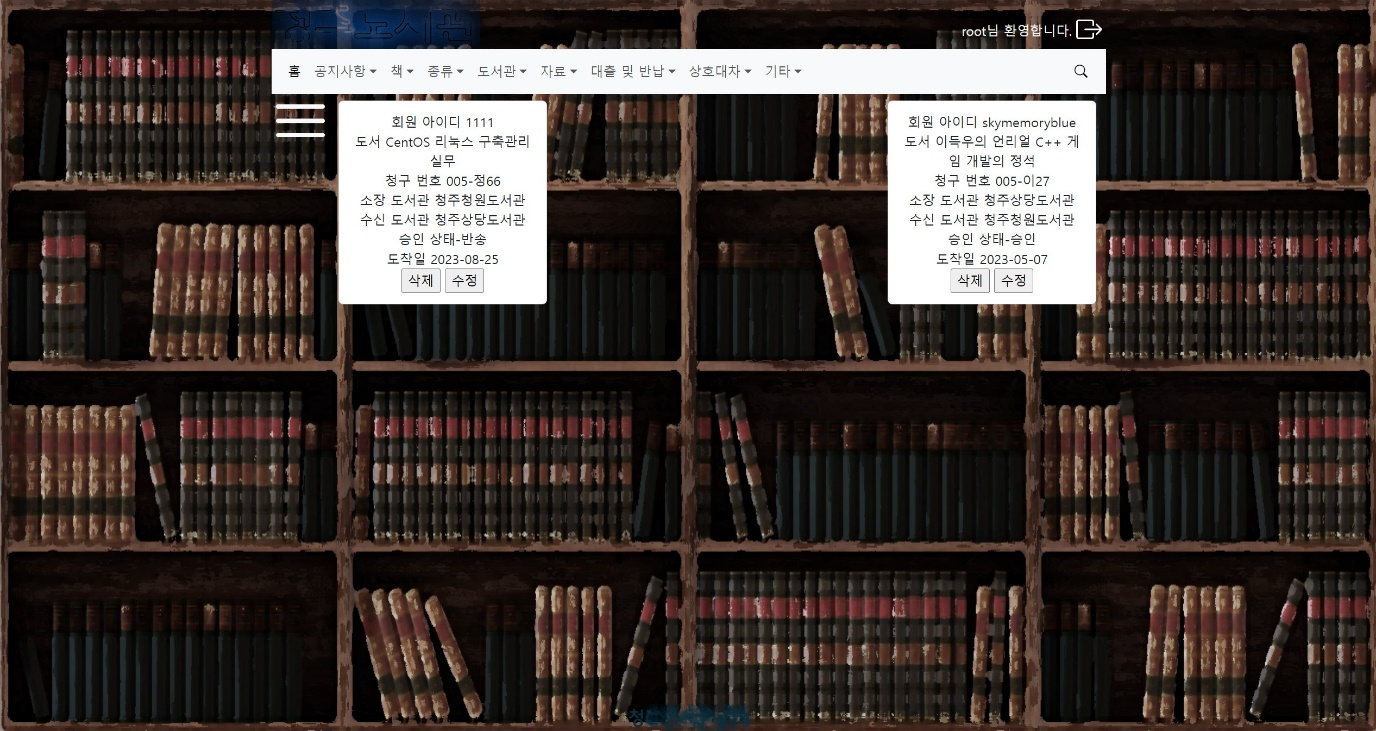 도서관
root님 환영합니다.
홈 공지사항 책 종류 도서관 자료 대출 및 반납 상호대차 기타
회원 아이디 1111
도서 CentOS 리눅스 구축관리
실무
청구 번호 005-정66
소장 도서관 청주청원도서관
수신 도서관 청주상당도서관
승인 상태-반송
도착일 2023-08-25
삭제 수정
회원 아이디 skymemoryblue
도서 이득우의 언리얼 C++ 게
임 개발의 정석
청구 번호 005-이27
소장 도서관 청주상당도서관
수신 도서관 청주청원도서관
승인 상태-승인
도착일 2023-05-07
삭제 수정